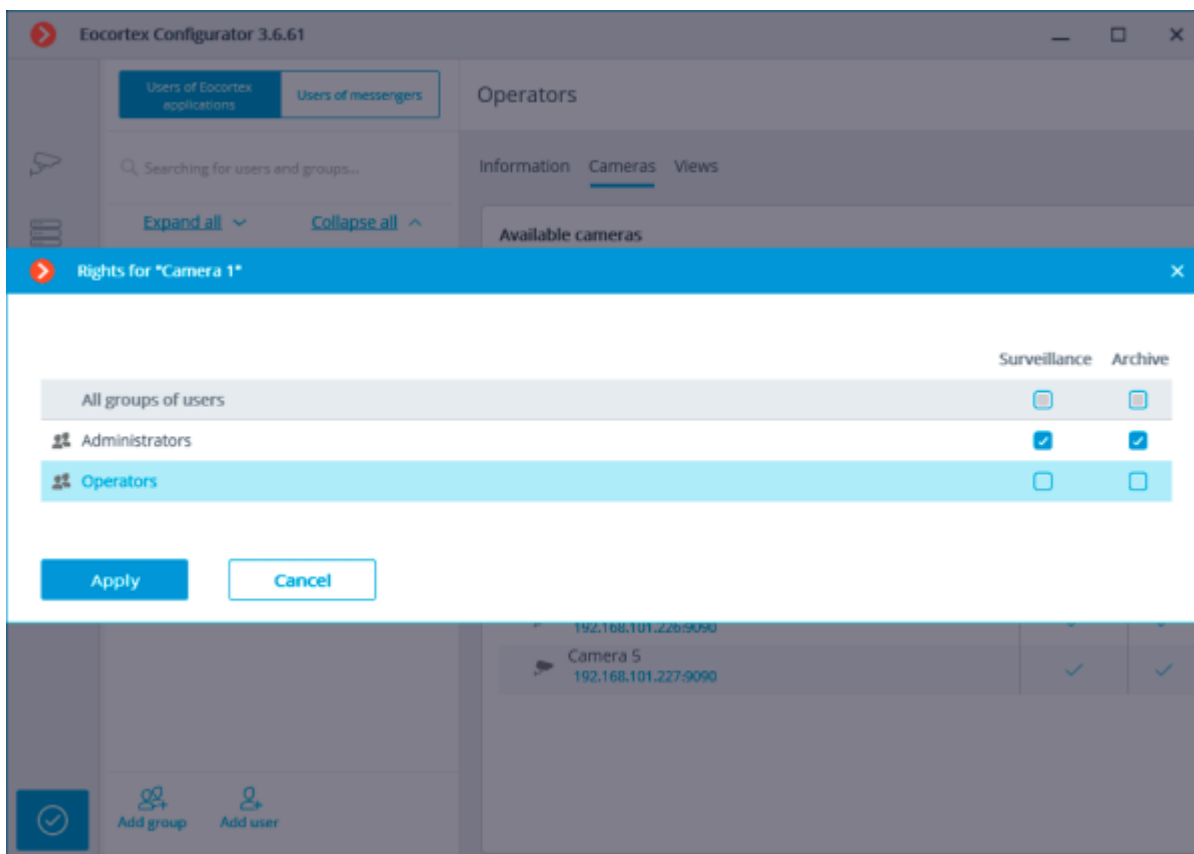 Eocortex Configurator 3.6.61
Users of Eocortex
applications
Users of messengers
Operators
Searching for users and groups...
Information Cameras Views
Expand all
Collapse all
Available cameras
Rights for "Camera 1"
Surveillance Archive
All groups of users
Administrators
Operators
Apply
Cancel
192.168.101.226:9090
Camera 5
192.168.101.227:9090
Add group
Add user